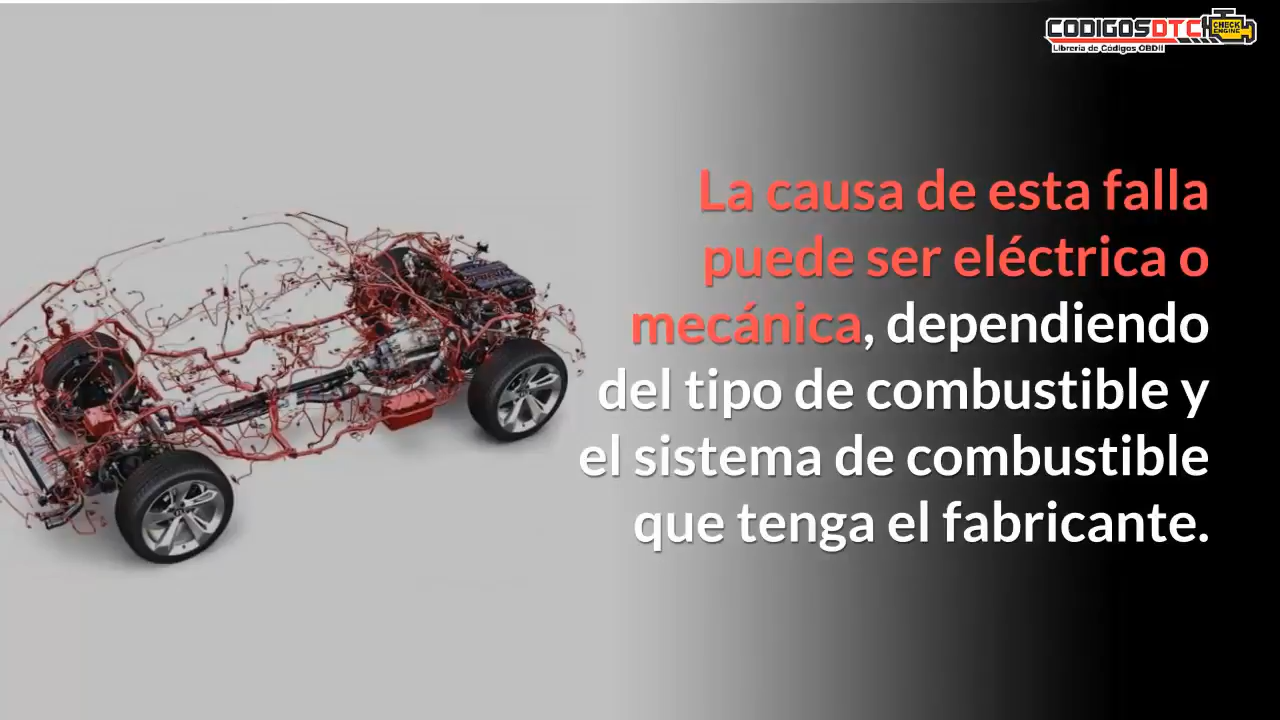 CODIGOSDTC
CHECK
ENGINE
Libreria de Códigos OBDII
La causa de esta falla
puede ser eléctrica o
mecánica, dependiendo
del tipo de combustible y
el sistema de combustible
que tenga el fabricante.